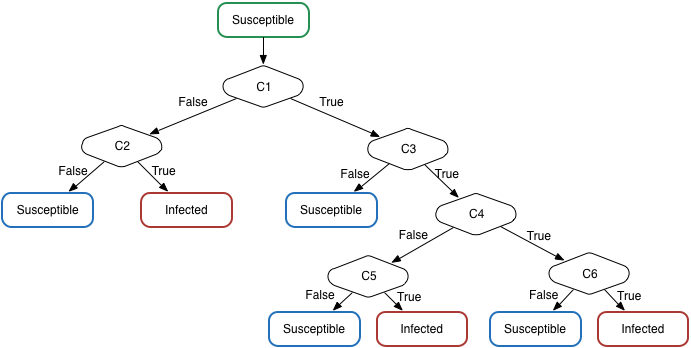 Susceptible
C1
False
True
C2
C3
False
True
False
True
Susceptible
Infected
Susceptible
C4
False
True
C5
C6
False
True
False
True
Susceptible
Infected
Susceptible
Infected